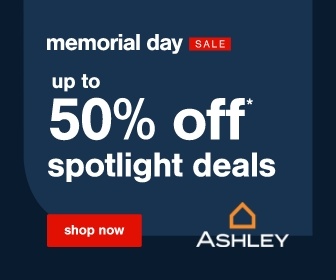 memorial day SALE
up to
50% off*
spotlight deals
shop now
ASHLEY